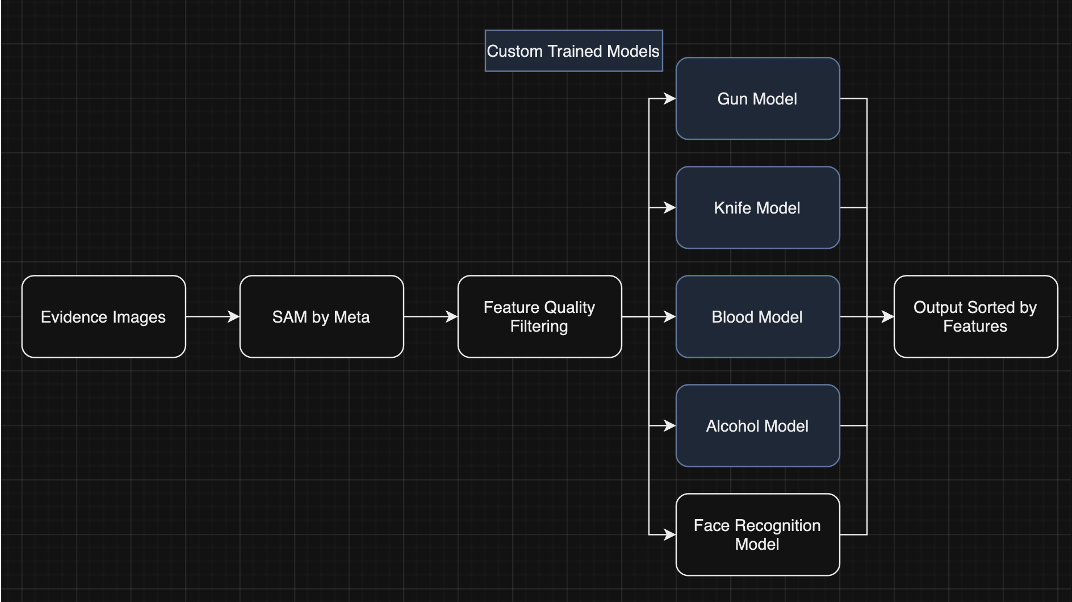 Custom Trained Models
Gun Model
Knife Model
Evidence Images
SAM by Meta
Feature Quality
Filtering
Blood Model
Output Sorted by
Features
Alcohol Model
Face Recognition
Model